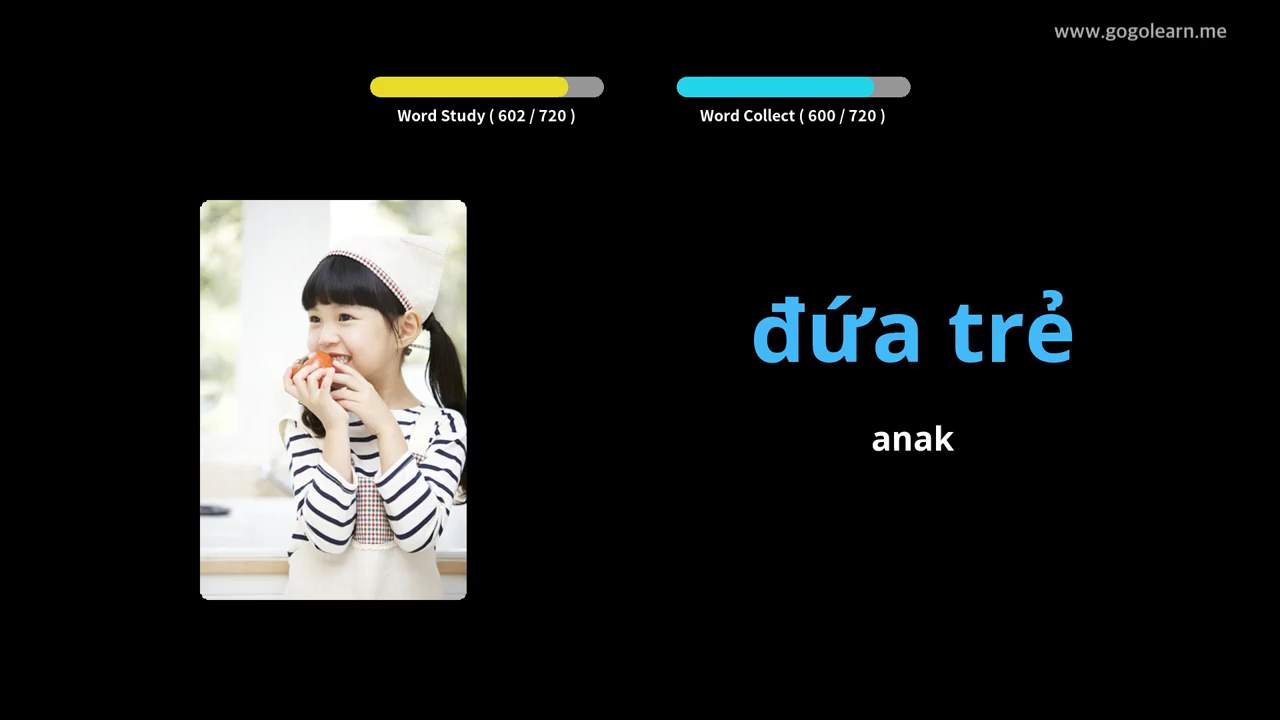 www.gogolearn.me
Word Study ( 602 / 720 )
Word Collect ( 600 / 720 )
đứa trẻ
anak